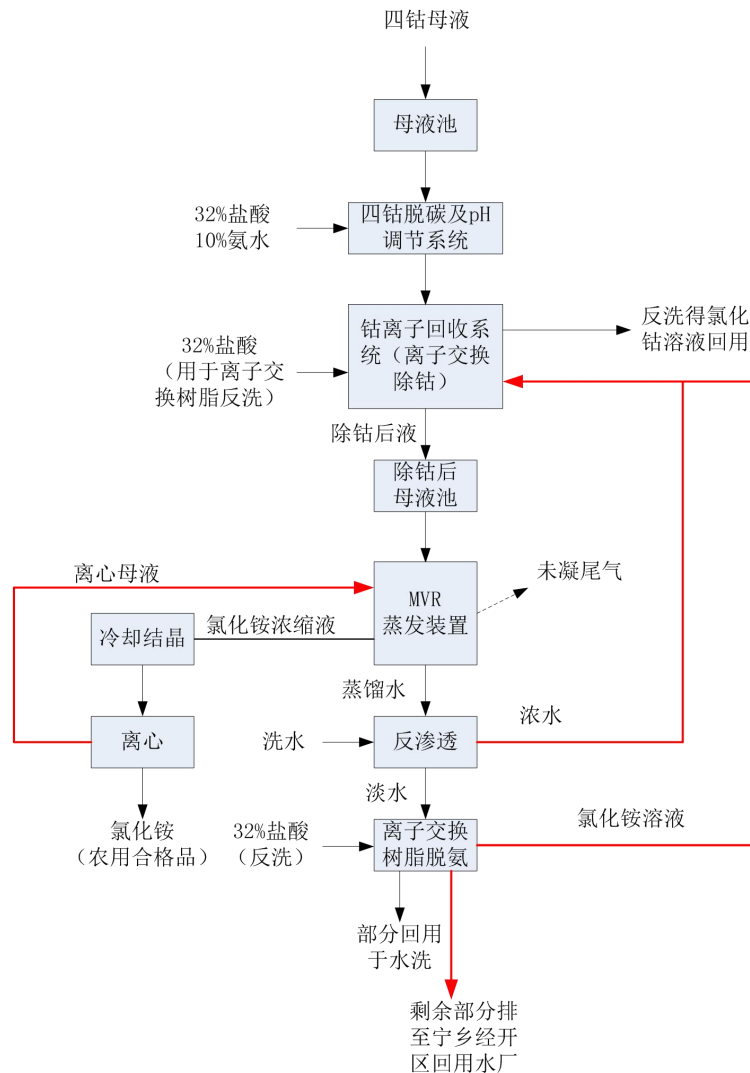 四钴母液
母液池
32%盐酸
10%氨水
四钴脱碳及pH
调节系统
钴离子回收系
统（离子交换
除钴）
反洗得氯化
钴溶液回用
32%盐酸
（用于离子交
换树脂反洗）
除钴后液
除钴后
母液池
离心母液
MVR
蒸发装置
未凝尾气
冷却结晶
氯化铵浓缩液
蒸馏水
离心
洗水
反渗透
浓水
淡水
氯化铵
（农用合格品）
32%盐酸
（反洗）
离子交换
树脂脱氨
氯化铵溶液
部分回用
于水洗
剩余部分排
至宁乡经开
区回用水厂